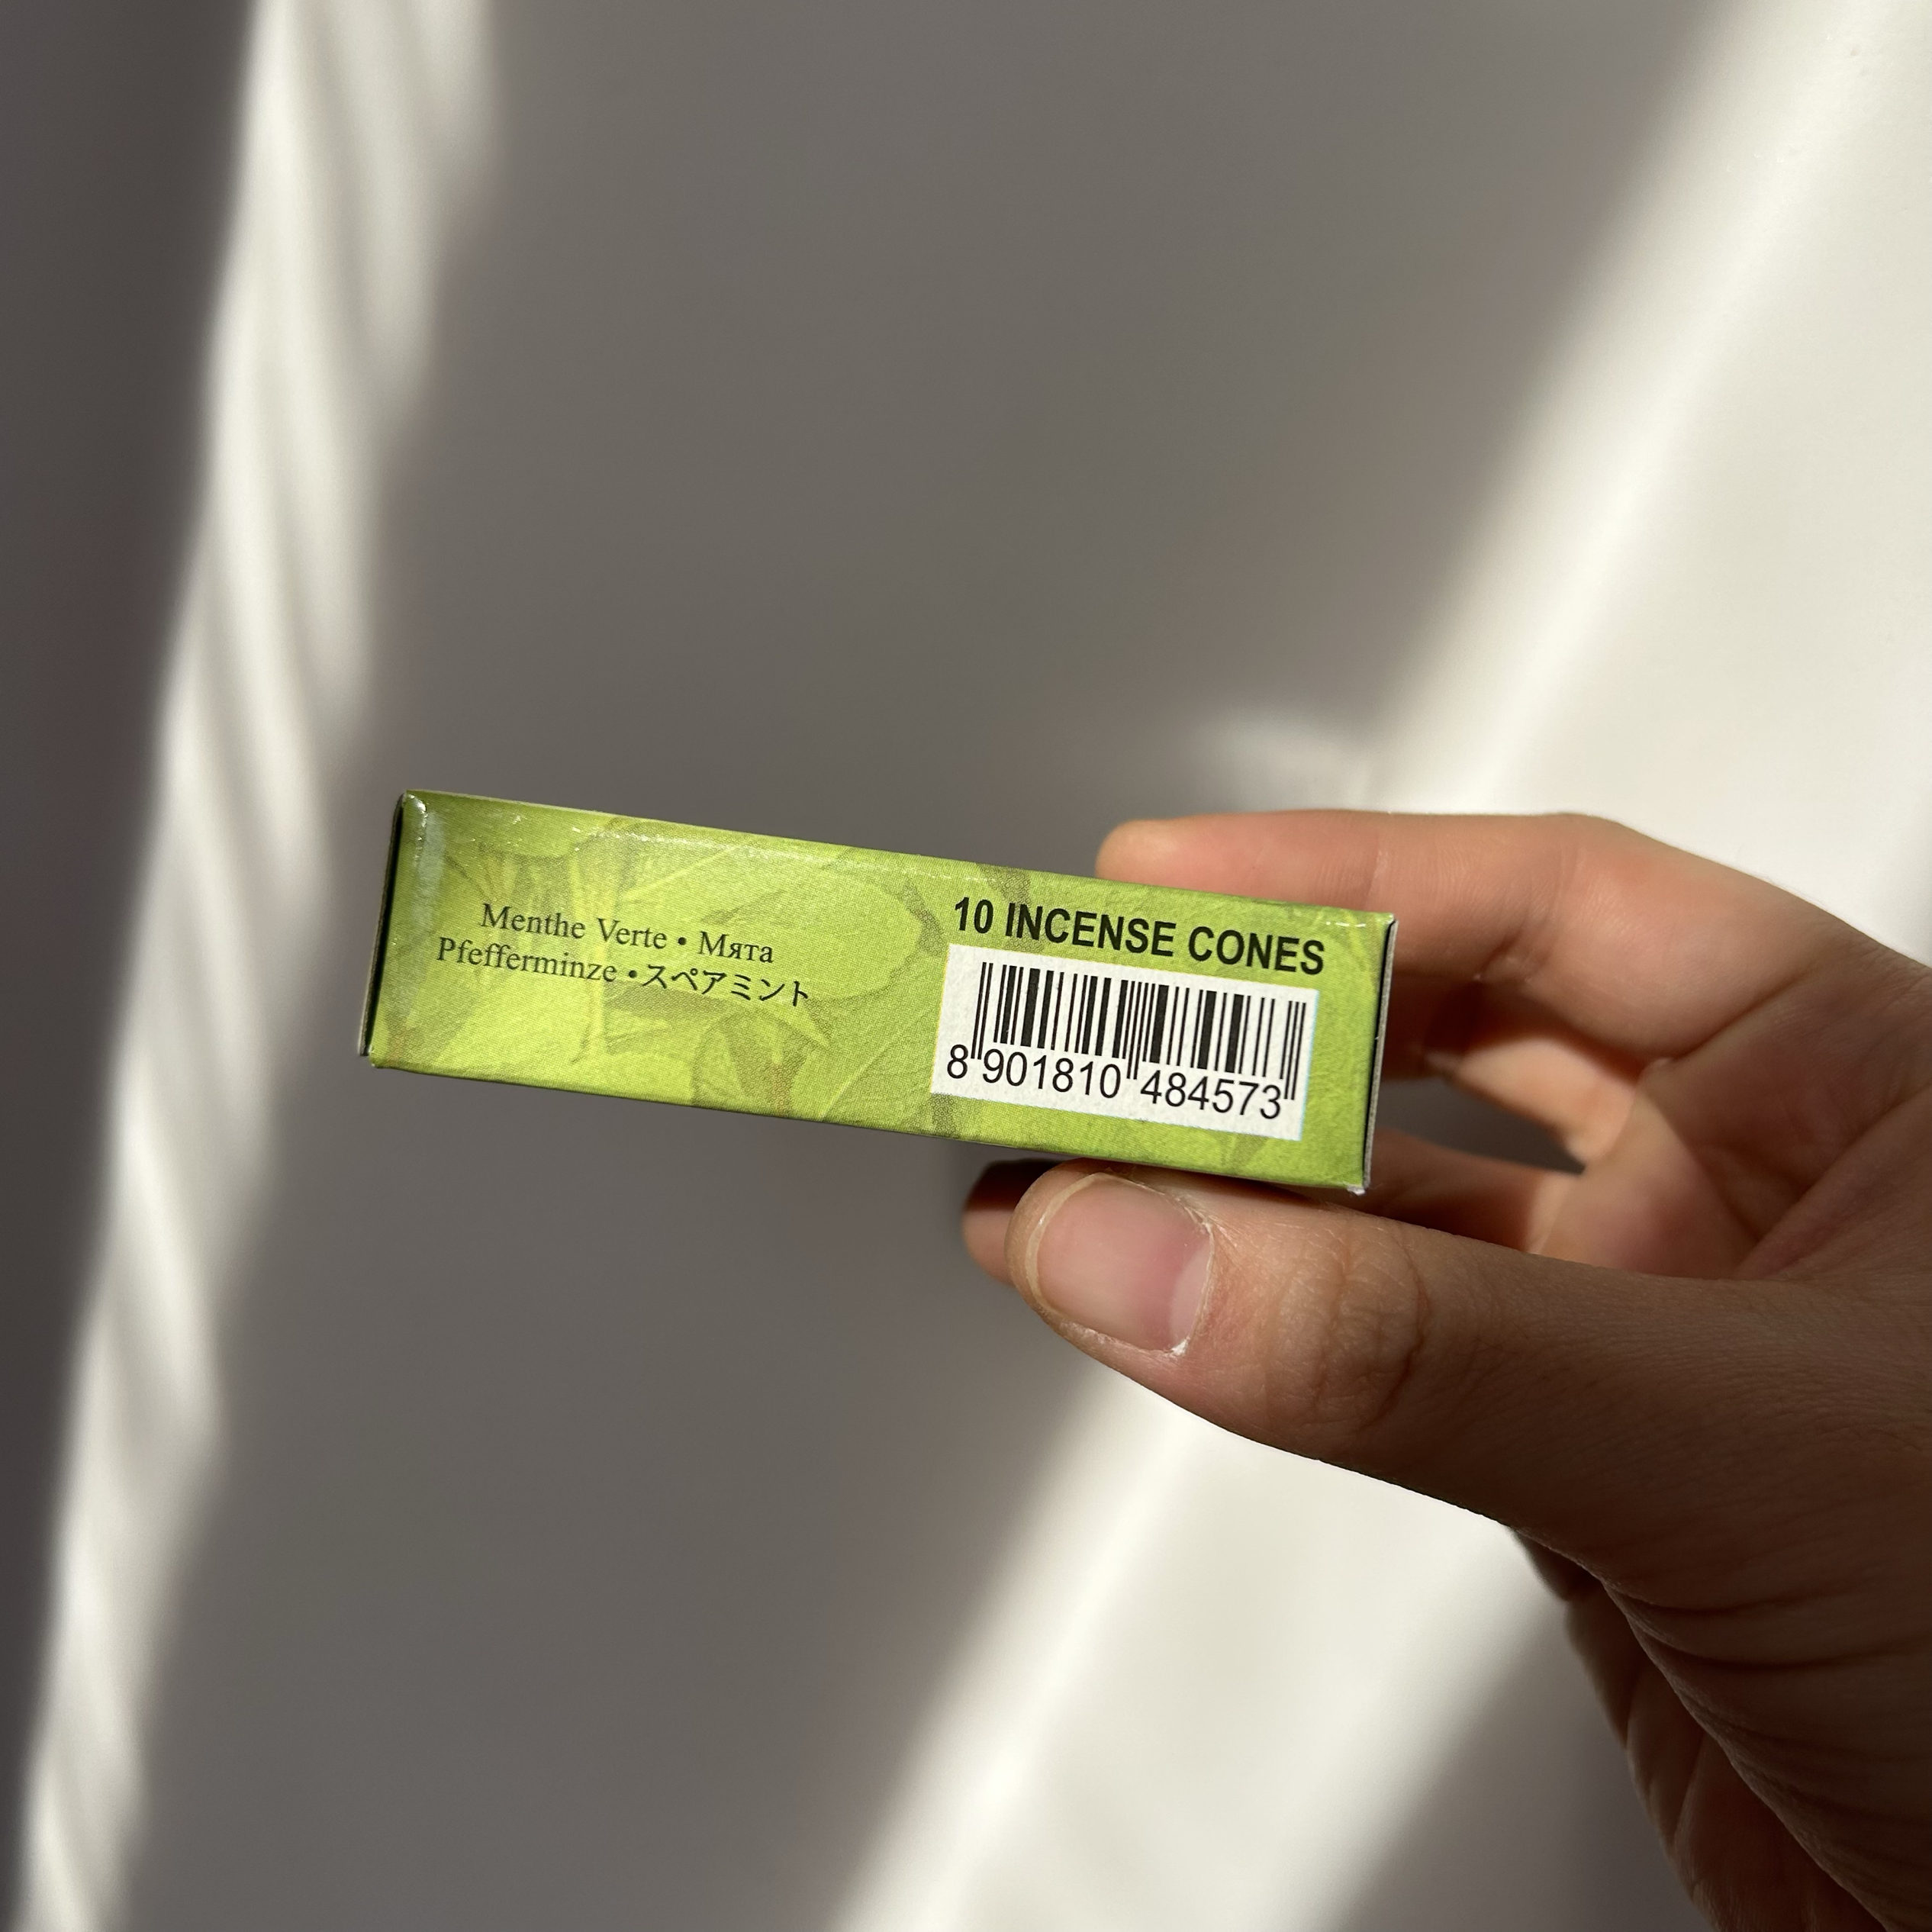 Menthe Verte • Мята
Pfefferminze • スペアミント
10 INCENSE CONES
8 901810 484573